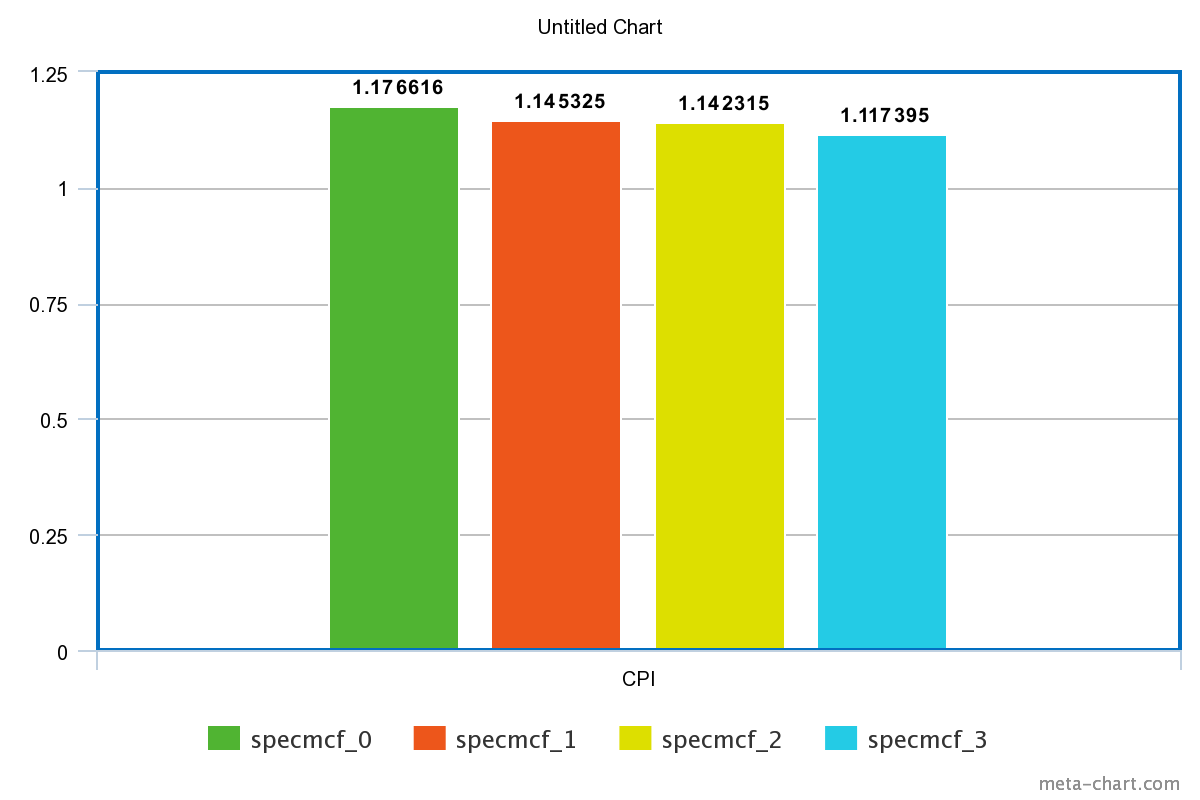 Untitled Chart
1.25
1.176616
1.145325
1.142315
1.117395
1
0.75
0.5
0.25
0
CPI
specmcf_0 specmcf_1 specmcf_2 specmcf_3
meta-chart.com